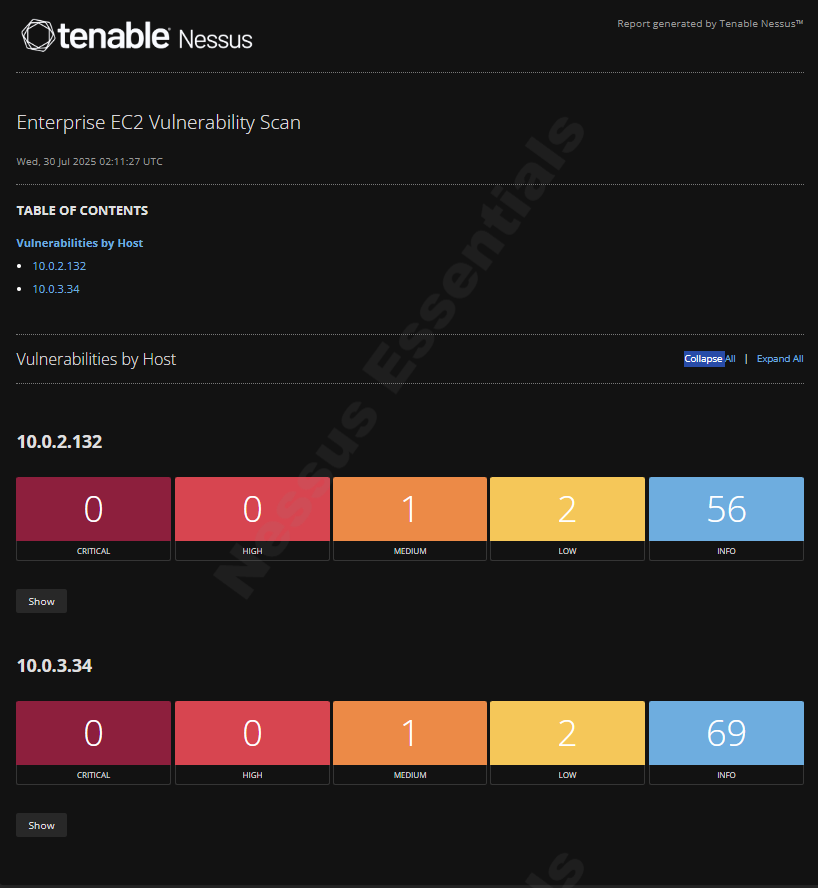 tenable Nessus
Report generated by Tenable Nessus™
Enterprise EC2 Vulnerability Scan
Wed, 30 Jul 2025 02:11:27 UTC
TABLE OF CONTENTS
Vulnerabilities by Host
• 10.0.2.132
• 10.0.3.34
Vulnerabilities by Host
Collapse All | Expand All
10.0.2.132
0 0 1 2 56
CRITICAL HIGH MEDIUM LOW INFO
Show
10.0.3.34
0 0 1 2 69
CRITICAL HIGH MEDIUM LOW INFO
Show
Nessus Essentials